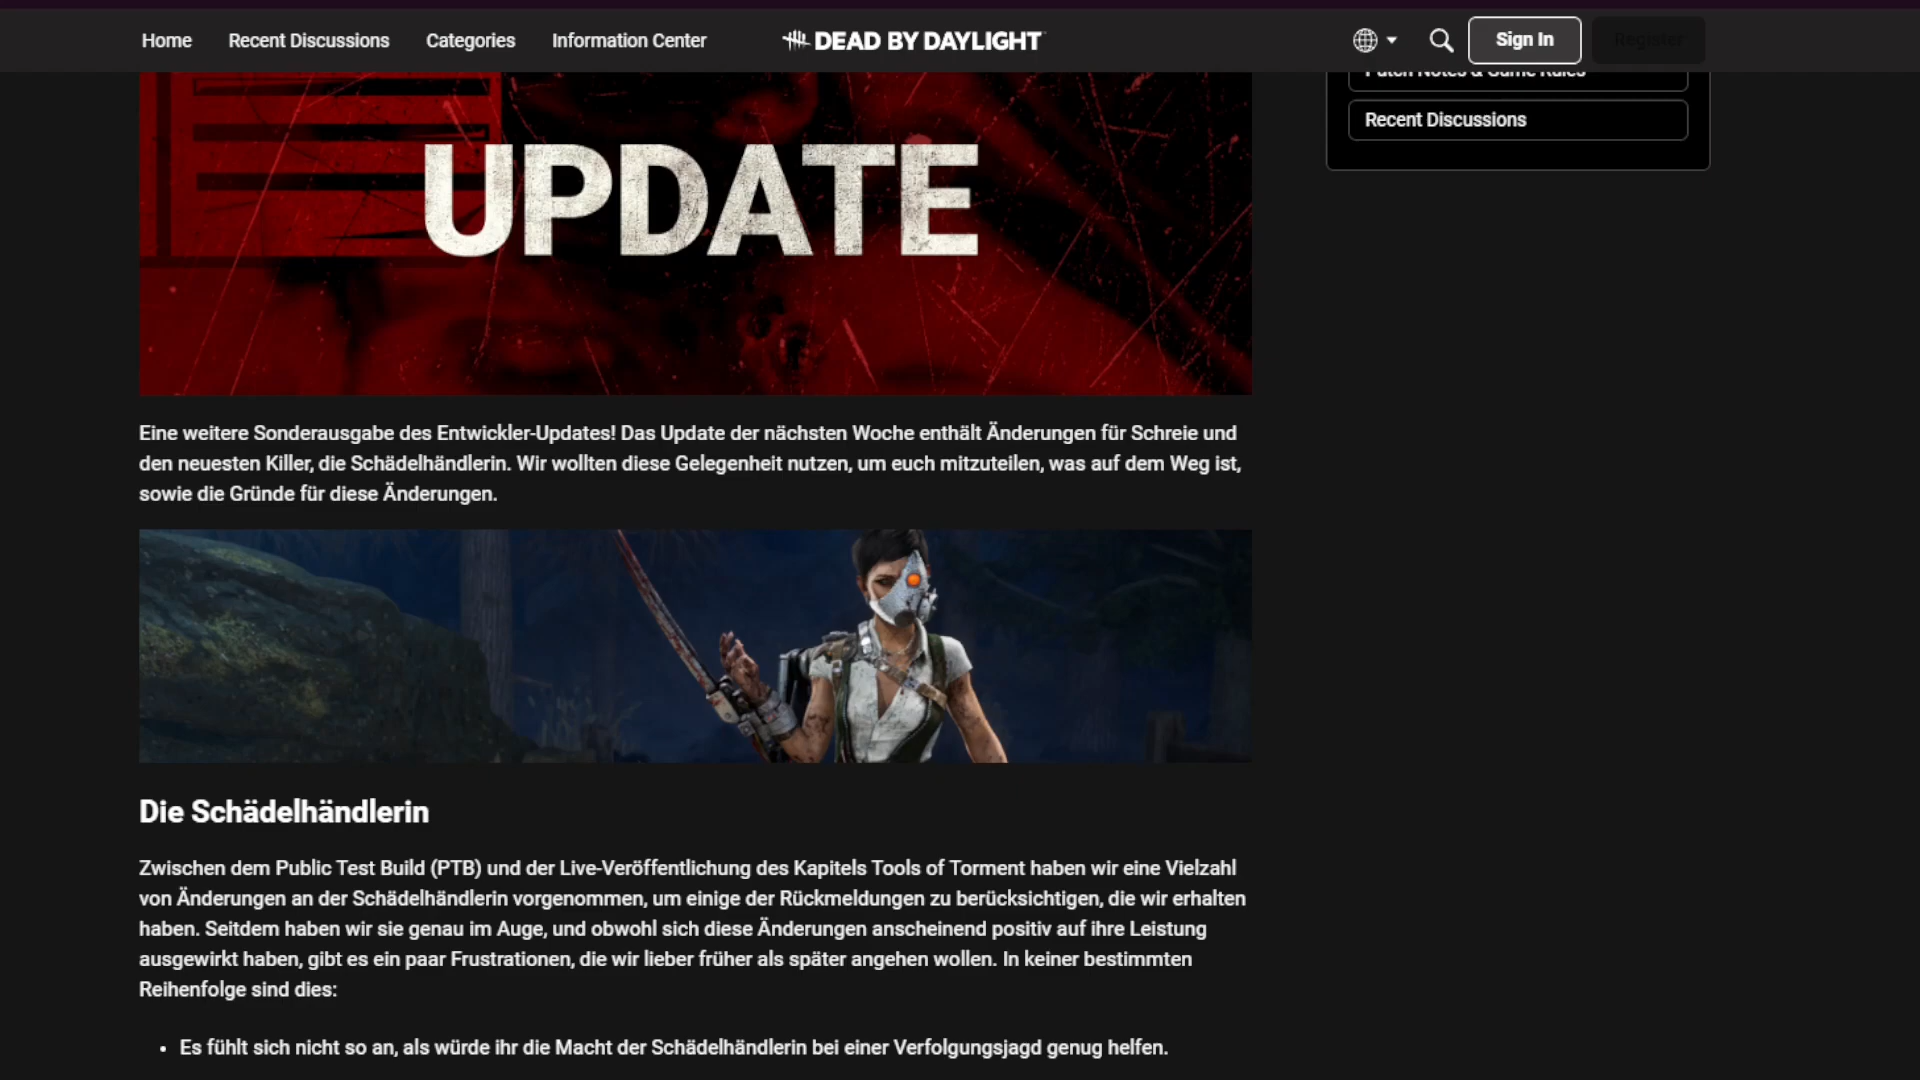 Home Recent Discussions Categories Information Center DEAD BY DAYLIGHT Sign In Register
Patch Notes & Game Rules
Recent Discussions
UPDATE
Eine weitere Sonderausgabe des Entwickler-Updates! Das Update der nächsten Woche enthält Änderungen für Schreie und
den neuesten Killer, die Schädelhändlerin. Wir wollten diese Gelegenheit nutzen, um euch mitzuteilen, was auf dem Weg ist,
sowie die Gründe für diese Änderungen.
Die Schädelhändlerin
Zwischen dem Public Test Build (PTB) und der Live-Veröffentlichung des Kapitels Tools of Torment haben wir eine Vielzahl
von Änderungen an der Schädelhändlerin vorgenommen, um einige der Rückmeldungen zu berücksichtigen, die wir erhalten
haben. Seitdem haben wir sie genau im Auge, und obwohl sich diese Änderungen anscheinend positiv auf ihre Leistung
ausgewirkt haben, gibt es ein paar Frustrationen, die wir lieber früher als später angehen wollen. In keiner bestimmten
Reihenfolge sind dies:
• Es fühlt sich nicht so an, als würde ihr die Macht der Schädelhändlerin bei einer Verfolgungsjagd genug helfen.